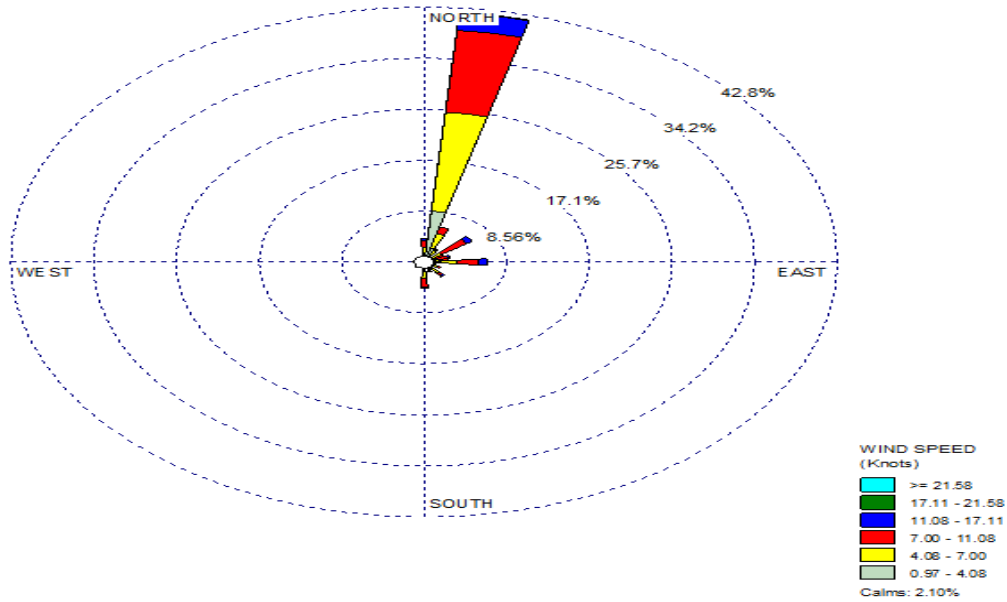 NORTH
42.8%
34.2%
25.7%
17.1%
8.56%
WEST
EAST
SOUTH
WIND SPEED
(Knots)
>= 21.58
17.11 - 21.58
11.08 - 17.11
7.00 - 11.08
4.08 - 7.00
0.97 - 4.08
Calms: 2.10%